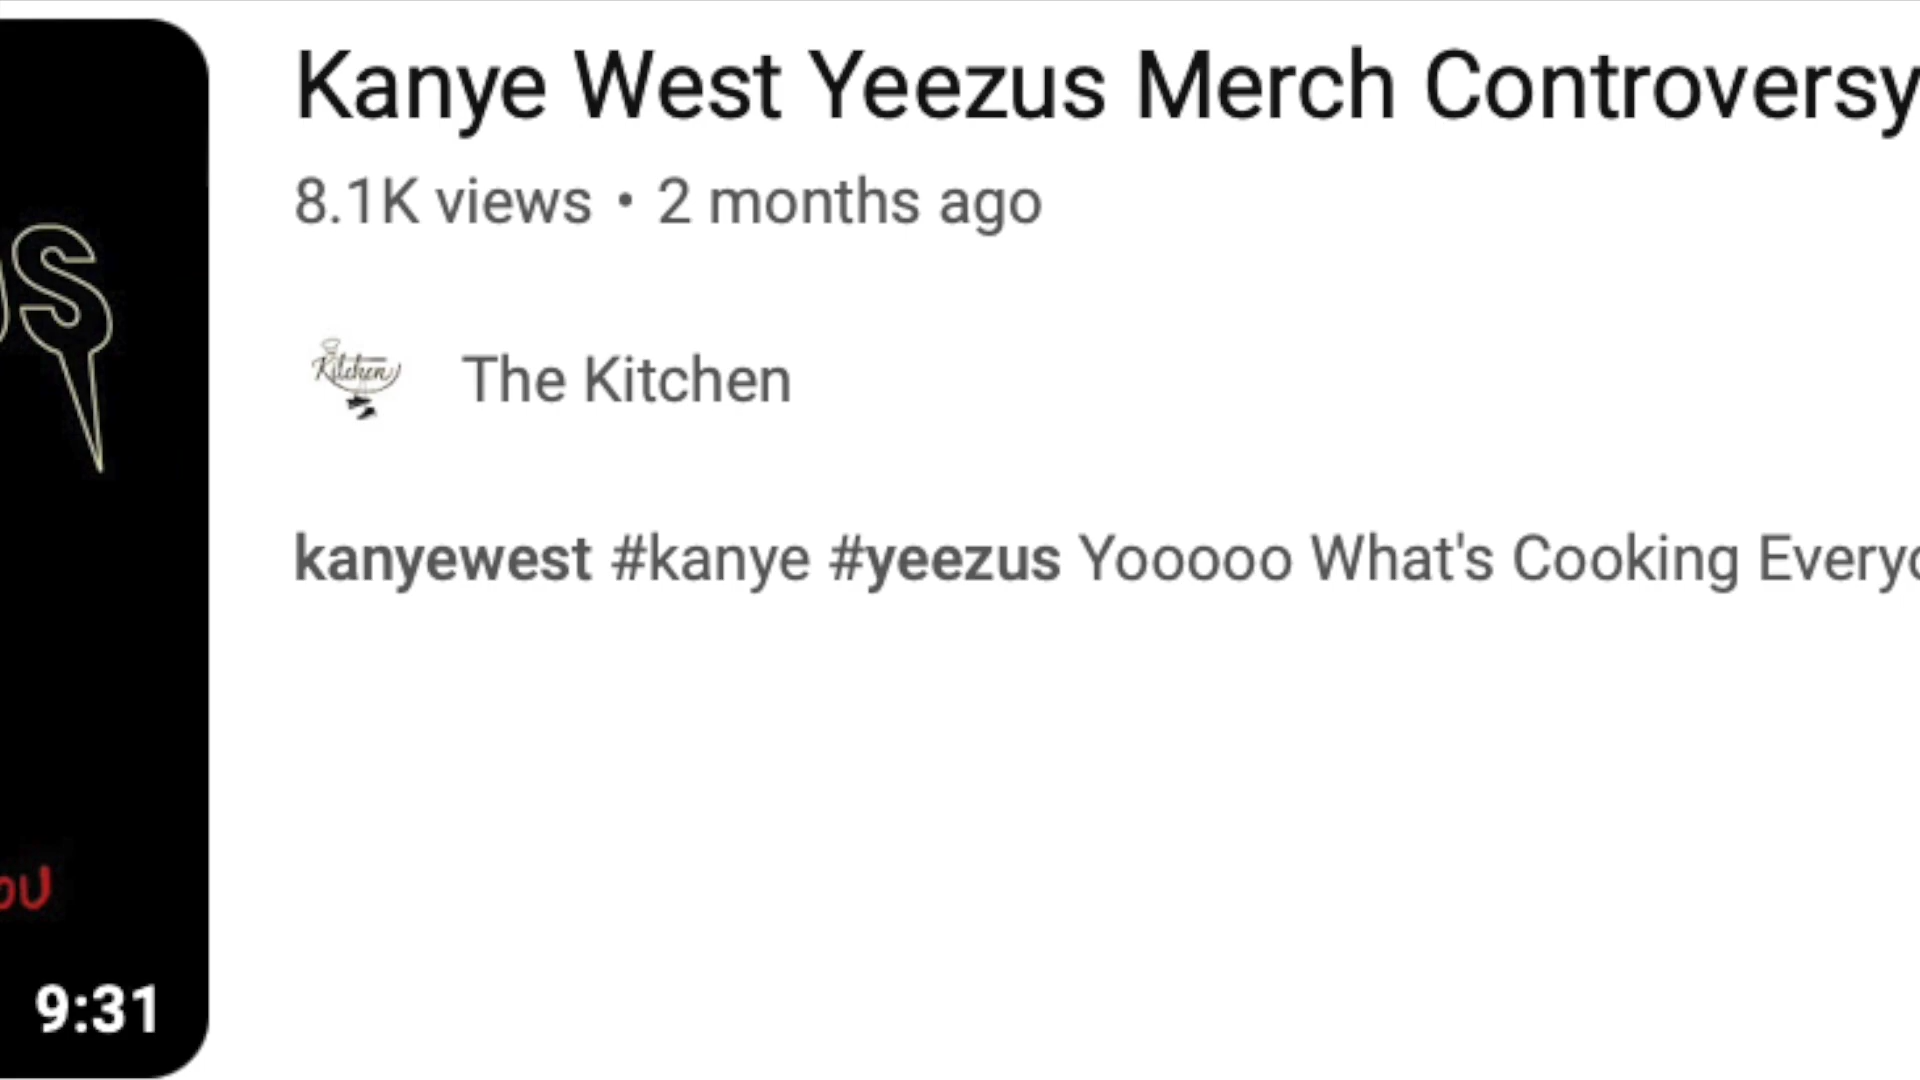 Kanye West Yeezus Merch Controversy
8.1K views • 2 months ago
Kitchen
The Kitchen
kanyewest #kanye #yeezus Yooooo What's Cooking
S
OU
9:31